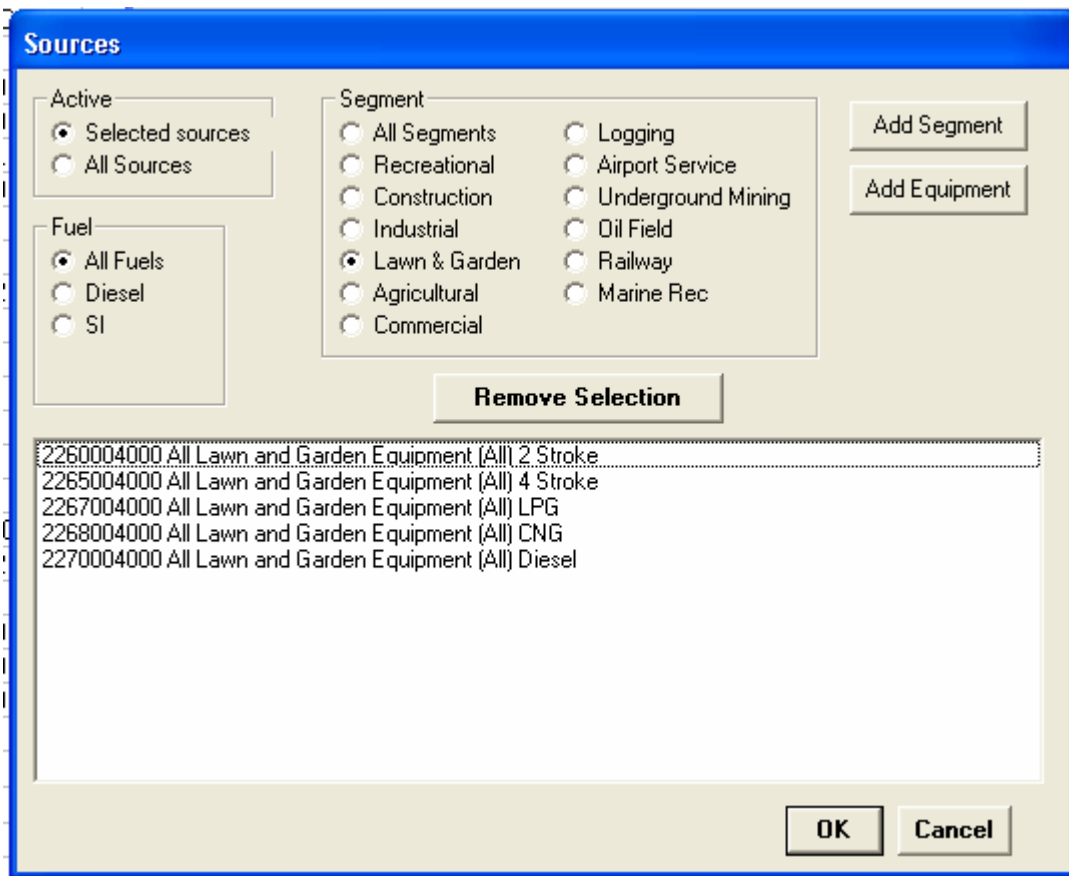 Sources
Active
Selected sources
All Sources
Fuel
All Fuels
Diesel
SI
Segment
All Segments
Recreational
Construction
Industrial
Lawn & Garden
Agricultural
Commercial
Logging
Airport Service
Underground Mining
Oil Field
Railway
Marine Rec
Add Segment
Add Equipment
Remove Selection
2260004000 All Lawn and Garden Equipment (All) 2 Stroke
2265004000 All Lawn and Garden Equipment (All) 4 Stroke
2267004000 All Lawn and Garden Equipment (All) LPG
2268004000 All Lawn and Garden Equipment (All) CNG
2270004000 All Lawn and Garden Equipment (All) Diesel
OK
Cancel